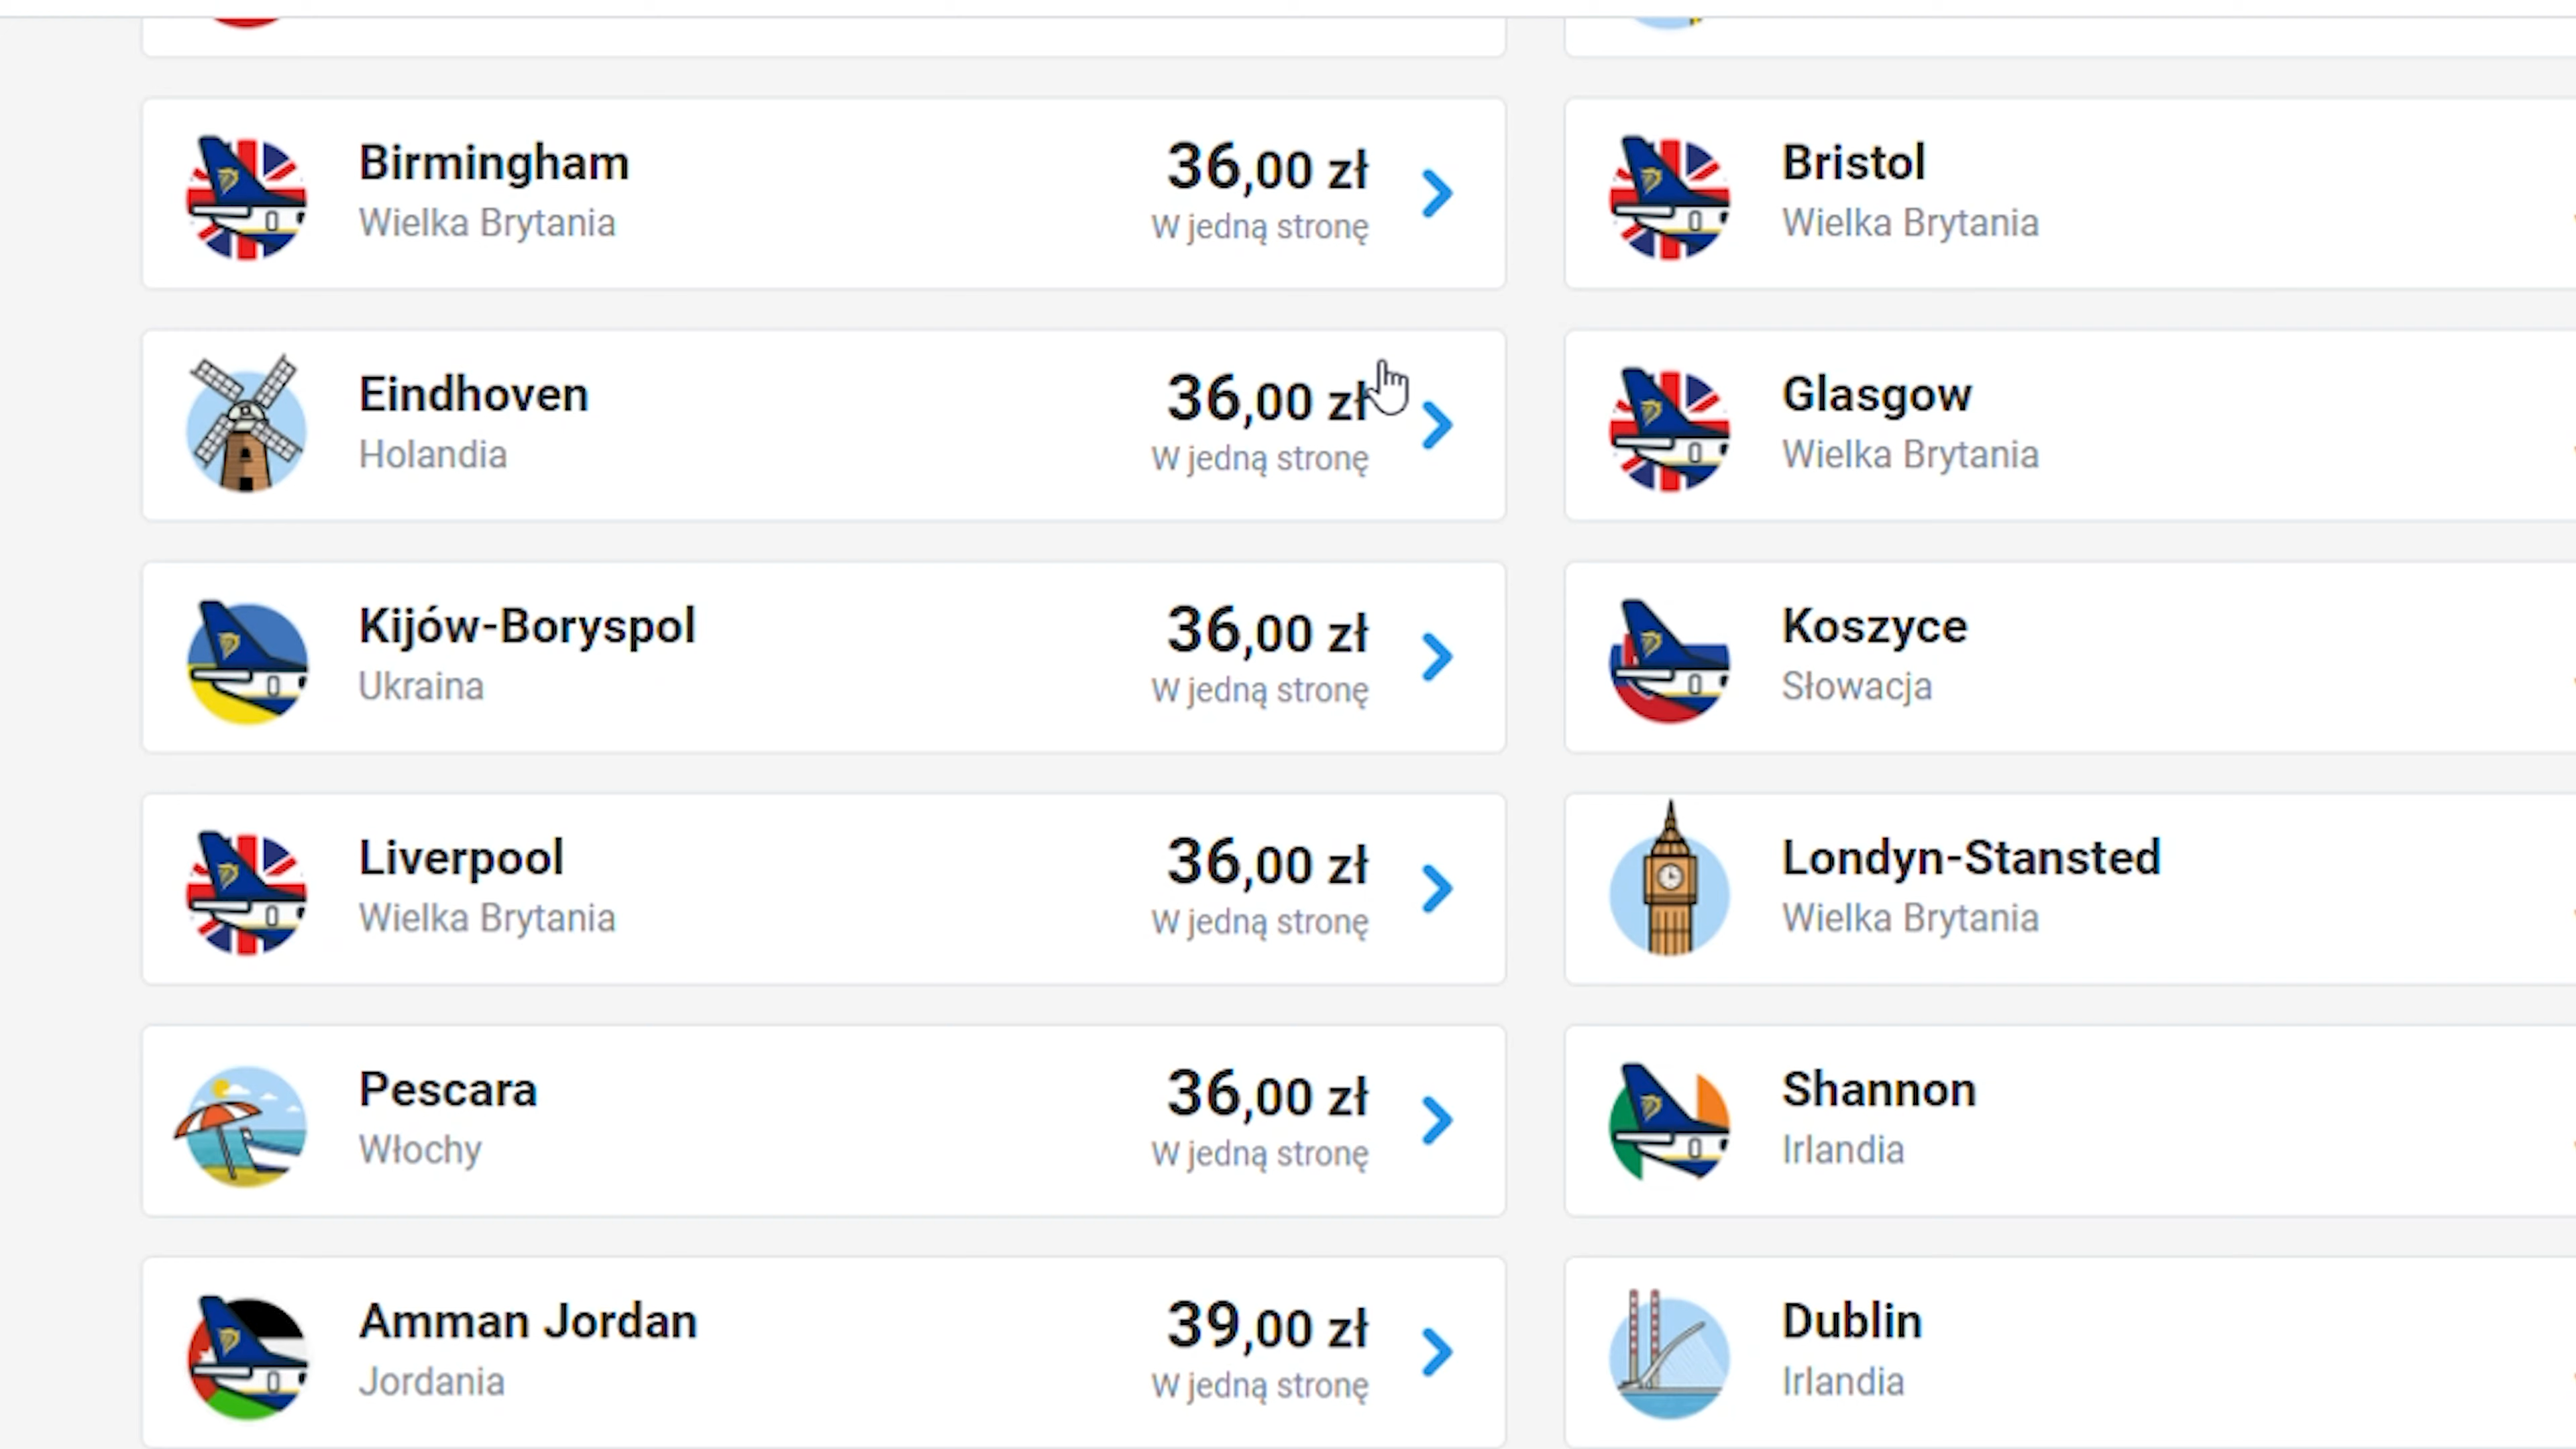 Birmingham
Wielka Brytania
36,00 zł
W jedną stronę
Bristol
Wielka Brytania
Eindhoven
Holandia
36,00 zł
W jedną stronę
Glasgow
Wielka Brytania
Kijów-Boryspol
Ukraina
36,00 zł
W jedną stronę
Koszyce
Słowacja
Liverpool
Wielka Brytania
36,00 zł
W jedną stronę
Londyn-Stansted
Wielka Brytania
Pescara
Włochy
36,00 zł
W jedną stronę
Shannon
Irlandia
Amman Jordan
Jordania
39,00 zł
W jedną stronę
Dublin
Irlandia